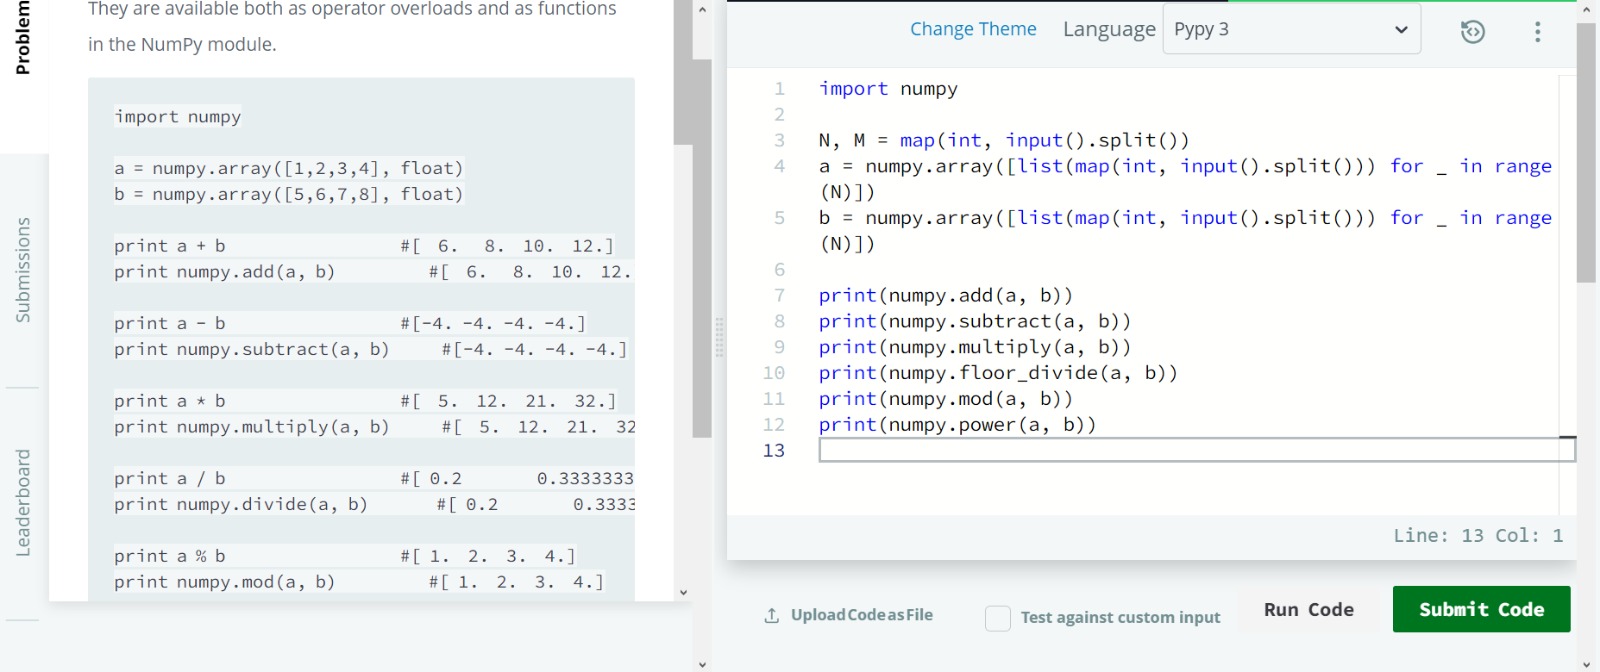 Problem
Submissions
Leaderboard
They are available both as operator overloads and as functions
in the NumPy module.
import numpy
a = numpy.array([1,2,3,4], float)
b = numpy.array([5,6,7,8], float)
print a + b                     #[  6.   8.  10.  12.]
print numpy.add(a, b)           #[  6.   8.  10.  12.
print a - b                     #[-4. -4. -4. -4.]
print numpy.subtract(a, b)      #[-4. -4. -4. -4.]
print a * b                     #[  5.  12.  21.  32.]
print numpy.multiply(a, b)      #[  5.  12.  21.  32
print a / b                     #[ 0.2         0.3333333
print numpy.divide(a, b)        #[ 0.2         0.3333
print a % b                     #[ 1.  2.  3.  4.]
print numpy.mod(a, b)           #[ 1.  2.  3.  4.]
Change Theme Language Pypy 3
1 import numpy
2
3 N, M = map(int, input().split())
4 a = numpy.array([list(map(int, input().split())) for _ in range
(N)])
5 b = numpy.array([list(map(int, input().split())) for _ in range
(N)])
6
7 print(numpy.add(a, b))
8 print(numpy.subtract(a, b))
9 print(numpy.multiply(a, b))
10 print(numpy.floor_divide(a, b))
11 print(numpy.mod(a, b))
12 print(numpy.power(a, b))
13
Line: 13 Col: 1
Upload Code as File Test against custom input Run Code Submit Code